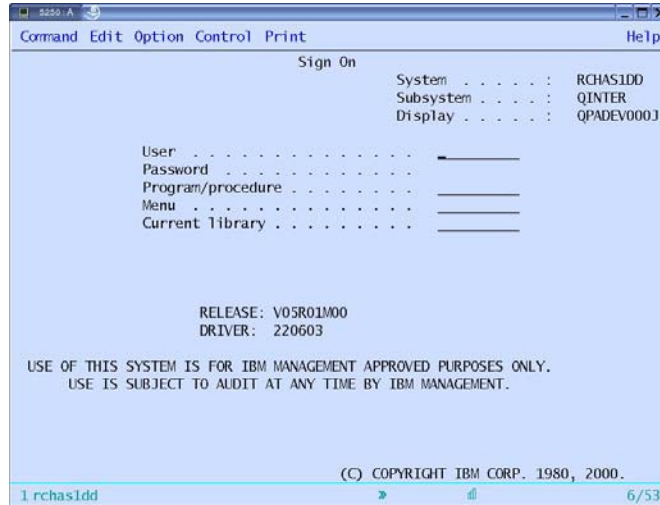 5250:A
Command Edit Option Control Print Help
Sign On
System . . . . . : RCHAS1DD
Subsystem . . . . : QINTER
Display . . . . . : QPADEV000J
User . . . . . . . . . . . . . .
Password . . . . . . . . . . . .
Program/procedure . . . . . . . .
Menu . . . . . . . . . . . . . .
Current library . . . . . . . . .
RELEASE: V05R01M00
DRIVER: 220603
USE OF THIS SYSTEM IS FOR IBM MANAGEMENT APPROVED PURPOSES ONLY.
USE IS SUBJECT TO AUDIT AT ANY TIME BY IBM MANAGEMENT.
(C) COPYRIGHT IBM CORP. 1980, 2000.
1 rchas1dd 6/53